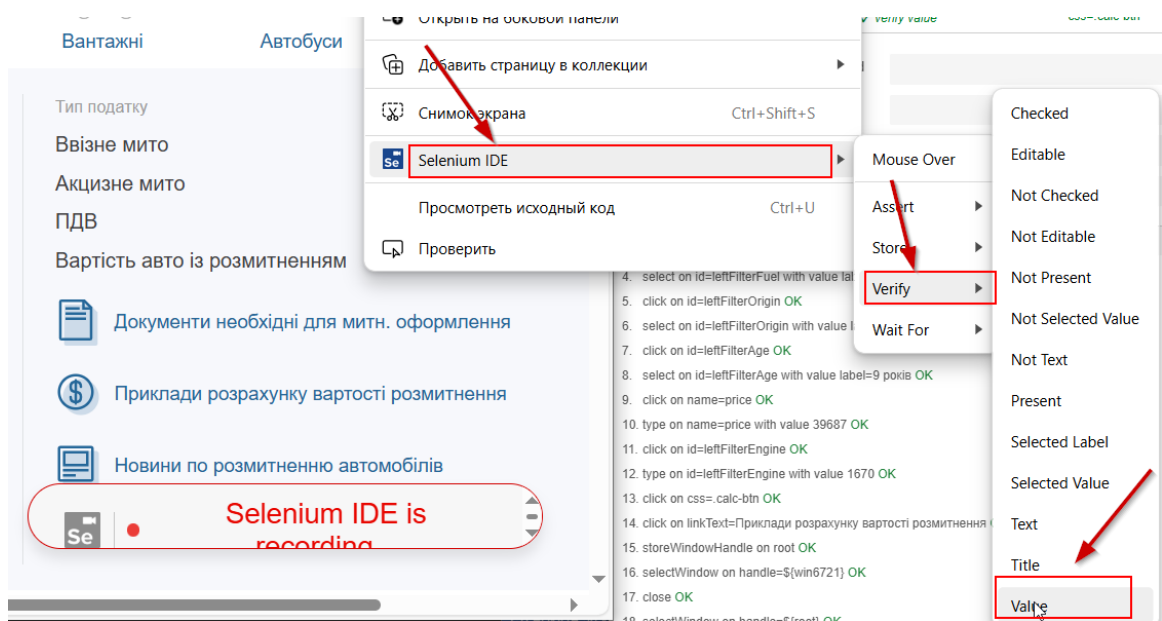 Открыть на боковой панели
verify value
css=.calc-btn
Вантажні
Автобуси
Добавить страницу в коллекции
Тип податку
Снимок экрана Ctrl+Shift+S
Ввізне мито
Selenium IDE
Акцизне мито
Просмотреть исходный код Ctrl+U
ПДВ
Проверить
Вартість авто із розмитненням
Документи необхідні для митн. оформлення
Приклади розрахунку вартості розмитнення
Новини по розмитненню автомобілів
Se
Selenium IDE is
recording
Mouse Over
Assert
Store
Verify
Wait For
Checked
Editable
Not Checked
Not Editable
Not Present
Not Selected Value
Not Text
Present
Selected Label
Selected Value
Text
Title
Value
4. select on id=leftFilterFuel with value
5. click on id=leftFilterOrigin OK
6. select on id=leftFilterOrigin with value
7. click on id=leftFilterAge OK
8. select on id=leftFilterAge with value label=9 років OK
9. click on name=price OK
10. type on name=price with value 39687 OK
11. click on id=leftFilterEngine OK
12. type on id=leftFilterEngine with value 1670 OK
13. click on css=.calc-btn OK
14. click on linkText=Приклади розрахунку вартості розмитнення
15. storeWindowHandle on root OK
16. selectWindow on handle=${win6721} OK
17. close OK
18. selectWindow on handle=${root} OK